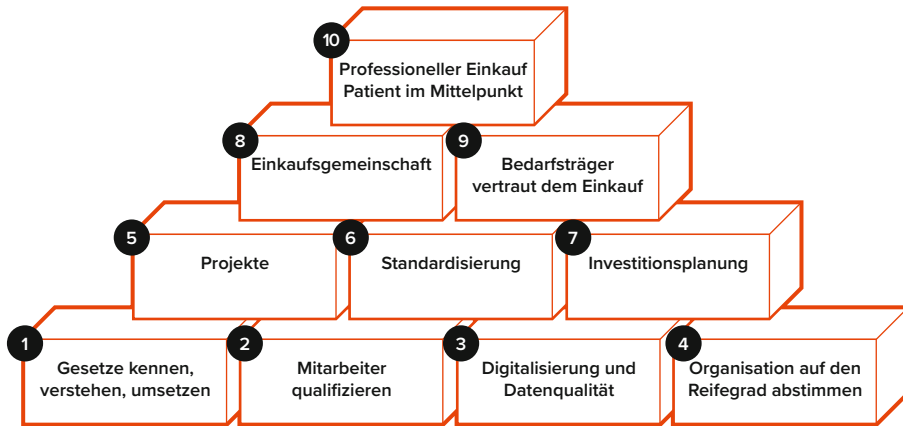 10
Professioneller Einkauf
Patient im Mittelpunkt
8
Einkaufsgemeinschaft
9
Bedarfsträger
vertraut dem Einkauf
5
Projekte
6
Standardisierung
7
Investitionsplanung
1
Gesetze kennen,
verstehen, umsetzen
2
Mitarbeiter
qualifizieren
3
Digitalisierung und
Datenqualität
4
Organisation auf den
Reifegrad abstimmen